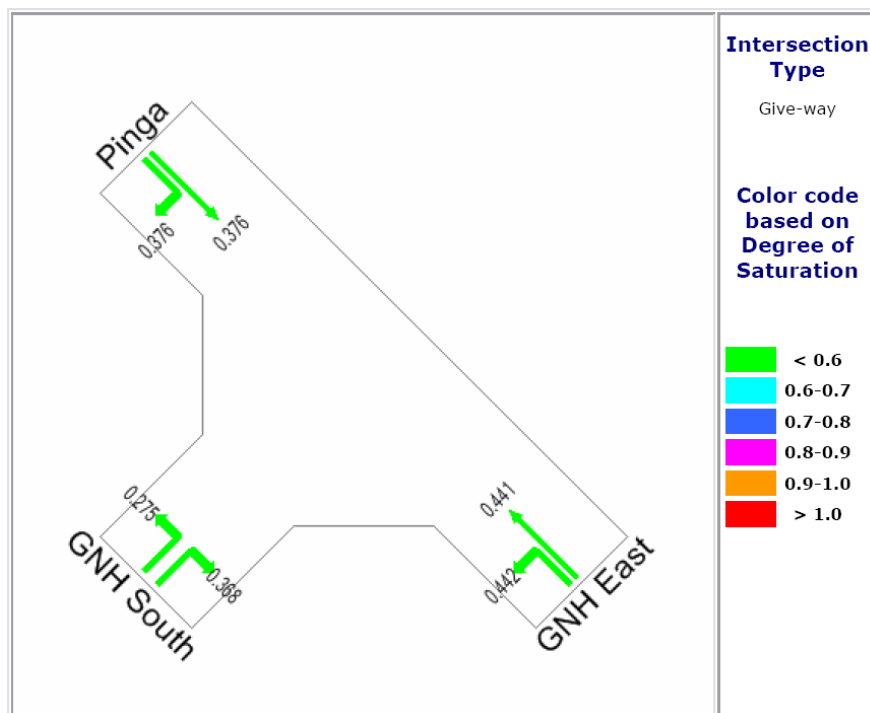 Pinga
0.376
0.376
0.275
0.368
GNH South
0.441
0.442
GNH East
Intersection
Type
Give-way
Color code
based on
Degree of
Saturation
< 0.6
0.6-0.7
0.7-0.8
0.8-0.9
0.9-1.0
> 1.0